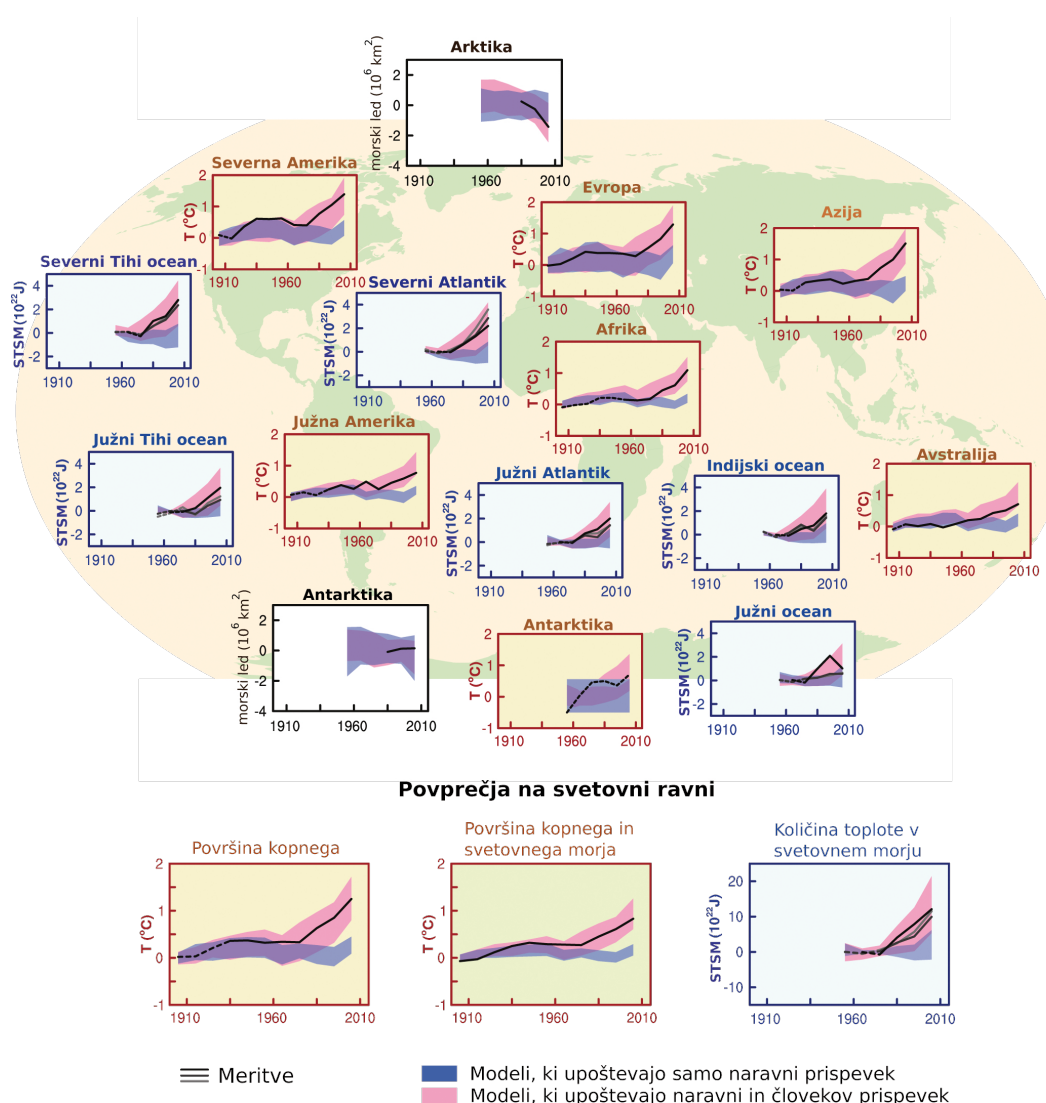 Arktika
morski led (10⁶ km²)
2
0
-2
-4
1910 1960 2010
Severna Amerika
T (°C)
2
1
0
-1
1910 1960 2010
Evropa
T (°C)
2
1
0
-1
1910 1960 2010
Azija
T (°C)
2
1
0
-1
1910 1960 2010
Severni Tihi ocean
STSM (10²²J)
4
2
0
-2
1910 1960 2010
Severni Atlantik
STSM(10²²J)
4
2
0
-2
1910 1960 2010
Afrika
T (°C)
2
1
0
-1
1910 1960 2010
Južni Tihi ocean
STSM(10²²J)
4
2
0
-2
1910 1960 2010
Južna Amerika
T (°C)
2
1
0
-1
1910 1960 2010
Južni Atlantik
STSM(10²²J)
4
2
0
-2
1910 1960 2010
Indijski ocean
STSM(10²²J)
4
2
0
-2
1910 1960 2010
Avstralija
T (°C)
2
1
0
-1
1910 1960 2010
Antarktika
morski led (10⁶ km²)
2
0
-2
-4
1910 1960 2010
Antarktika
T (°C)
2
1
0
-1
1910 1960 2010
Južni ocean
STSM(10²²J)
4
2
0
-2
1910 1960 2010
Povprečja na svetovni ravni
Površina kopnega
T (°C)
2
1
0
-1
1910 1960 2010
Površina kopnega in
svetovnega morja
T (°C)
2
1
0
-1
1910 1960 2010
Količina toplote v
svetovnem morju
STSM (10²²J)
20
10
0
-10
1910 1960 2010
Meritve
Modeli, ki upoštevajo samo naravni prispevek
Modeli, ki upoštevajo naravni in človekov prispevek